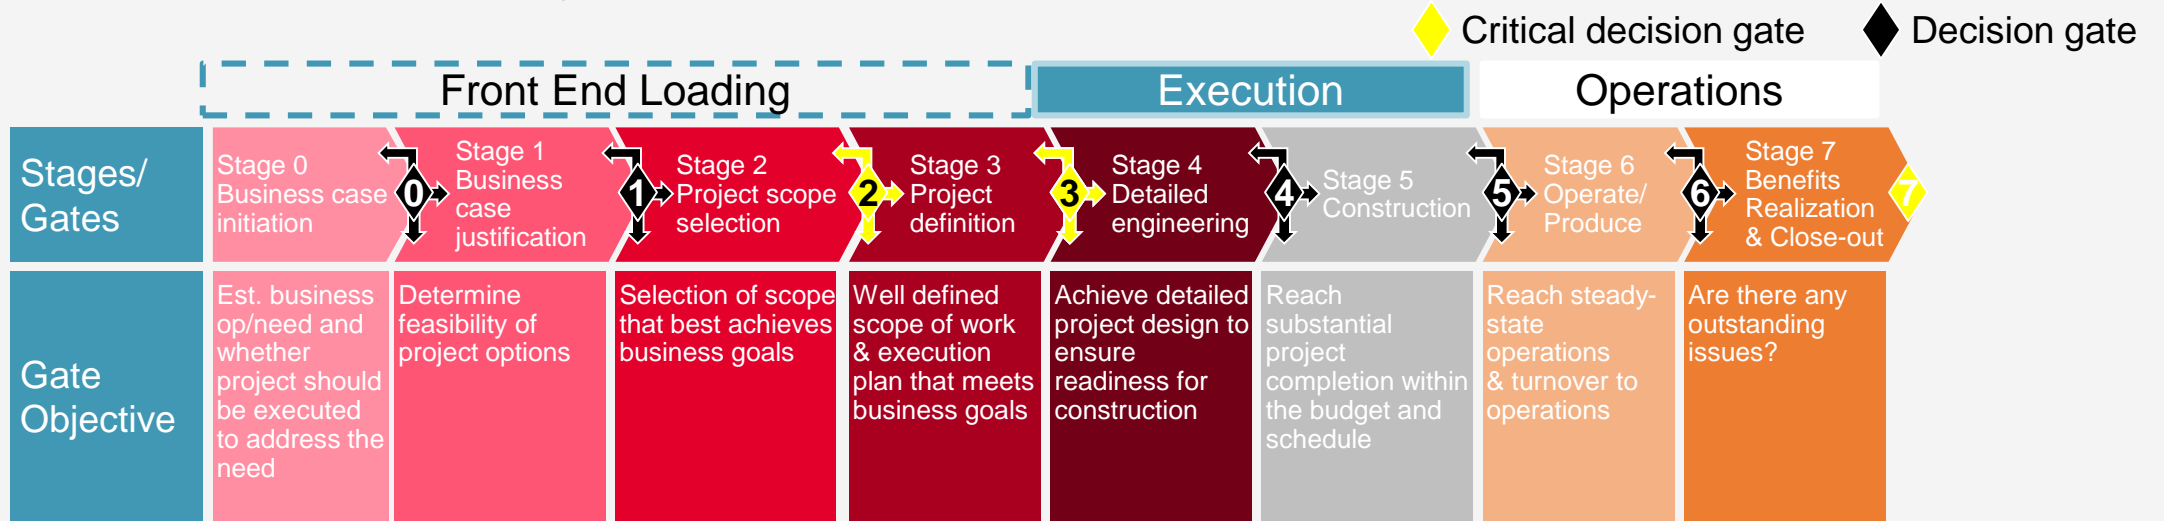 Critical decision gate
Decision gate
Front End Loading
Execution
Operations
Stages/
Gates
Stage 0
Business case
initiation
0
Stage 1
Business
case
justification
1
Stage 2
Project scope
selection
2
Stage 3
Project
definition
3
Stage 4
Detailed
engineering
4
Stage 5
Construction
5
Stage 6
Operate/
Produce
6
Stage 7
Benefits
Realization
& Close-out
7
Gate
Objective
Est. business
op/need and
whether
project should
be executed
to address the
need
Determine
feasibility of
project options
Selection of scope
that best achieves
business goals
Well defined
scope of work
& execution
plan that meets
business goals
Achieve detailed
project design to
ensure
readiness for
construction
Reach
substantial
project
completion within
the budget and
schedule
Reach steady-
state
operations
& turnover to
operations
Are there any
outstanding
issues?